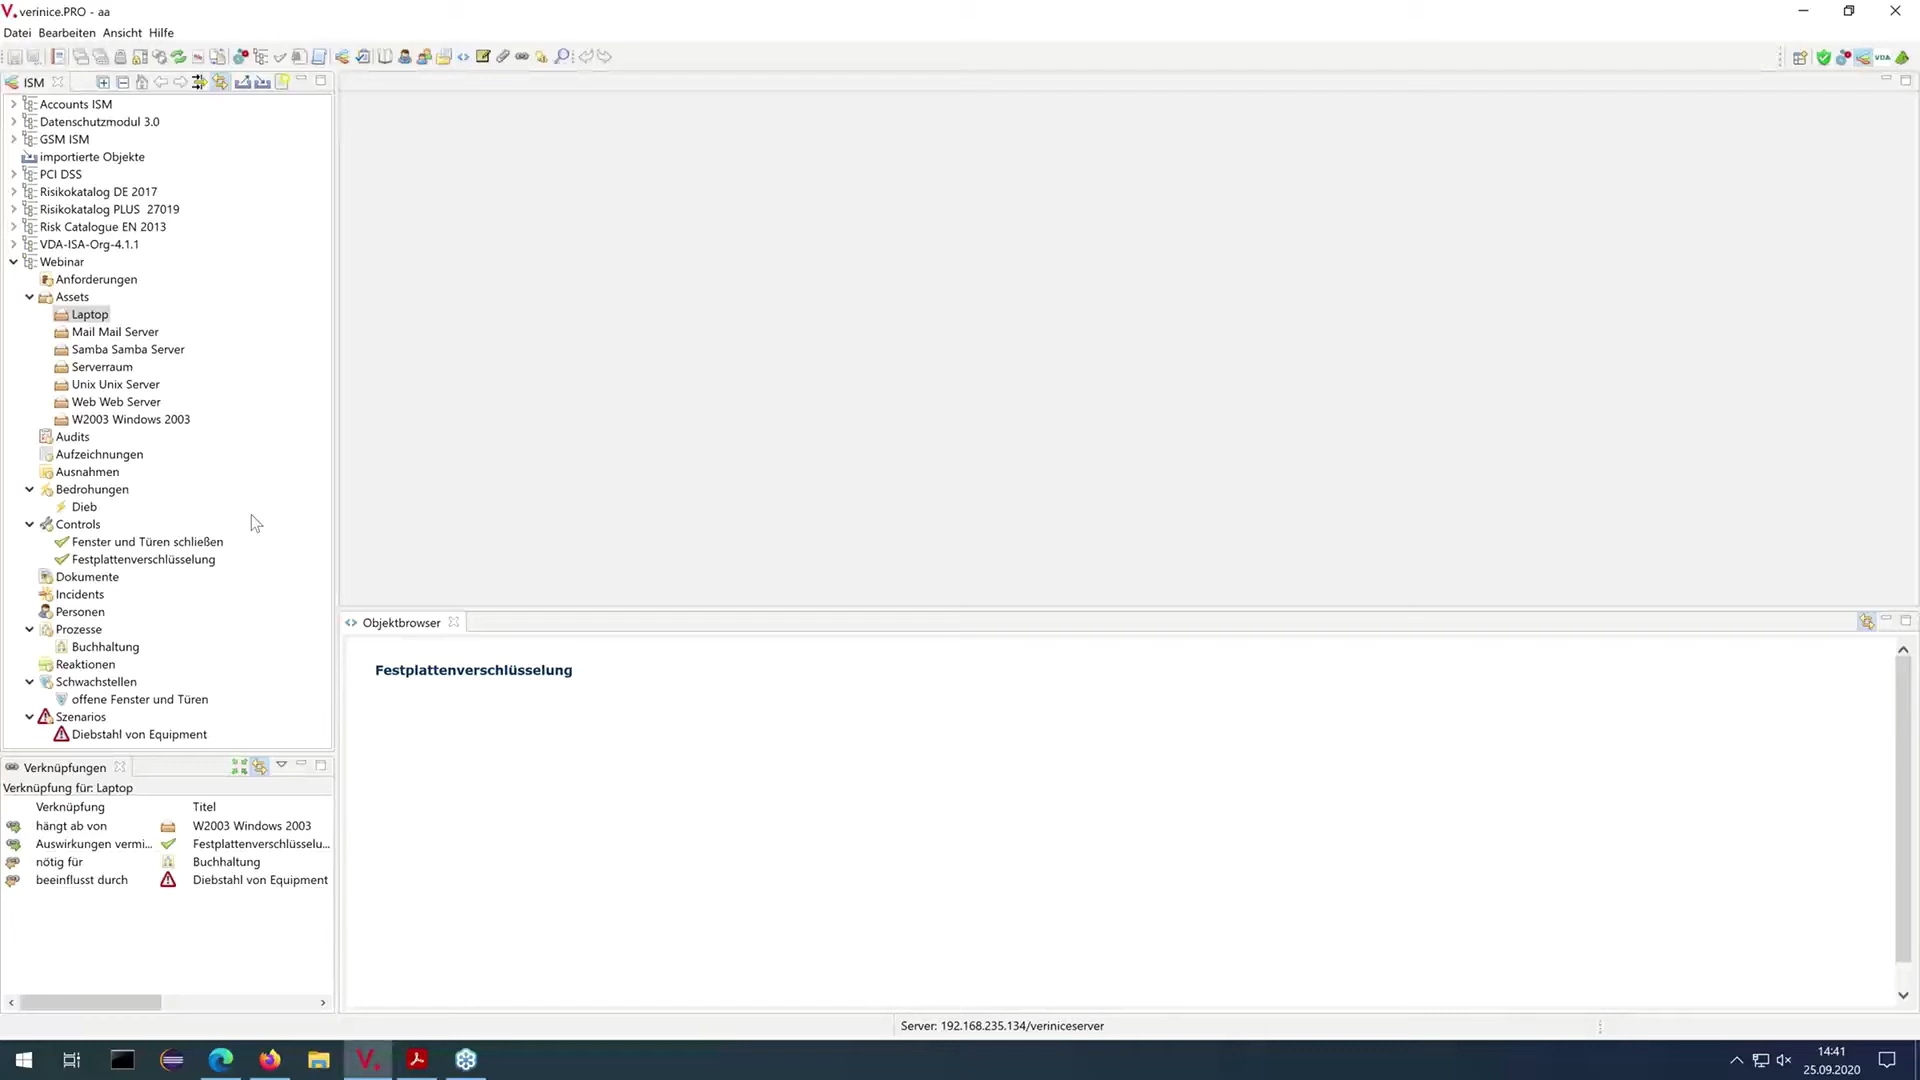 verinice.PRO - aa
Datei Bearbeiten Ansicht Hilfe
VDA
ISM
Accounts ISM
Datenschutzmodul 3.0
GSM ISM
importierte Objekte
PCI DSS
Risikokatalog DE 2017
Risikokatalog PLUS 27019
Risk Catalogue EN 2013
VDA-ISA-Org-4.1.1
Webinar
Anforderungen
Assets
Laptop
Mail Mail Server
Samba Samba Server
Serverraum
Unix Unix Server
Web Web Server
W2003 Windows 2003
Audits
Aufzeichnungen
Ausnahmen
Bedrohungen
Dieb
Controls
Fenster und Türen schließen
Festplattenverschlüsselung
Dokumente
Incidents
Personen
Prozesse
Buchhaltung
Reaktionen
Schwachstellen
offene Fenster und Türen
Szenarios
Diebstahl von Equipment
Verknüpfungen
Verknüpfung für: Laptop
Verknüpfung Titel
hängt ab von W2003 Windows 2003
Auswirkungen vermi... Festplattenverschlüsselu...
nötig für Buchhaltung
beeinflusst durch Diebstahl von Equipment
Objektbrowser
Festplattenverschlüsselung
Server: 192.168.235.134/veriniceserver
14:41
25.09.2020